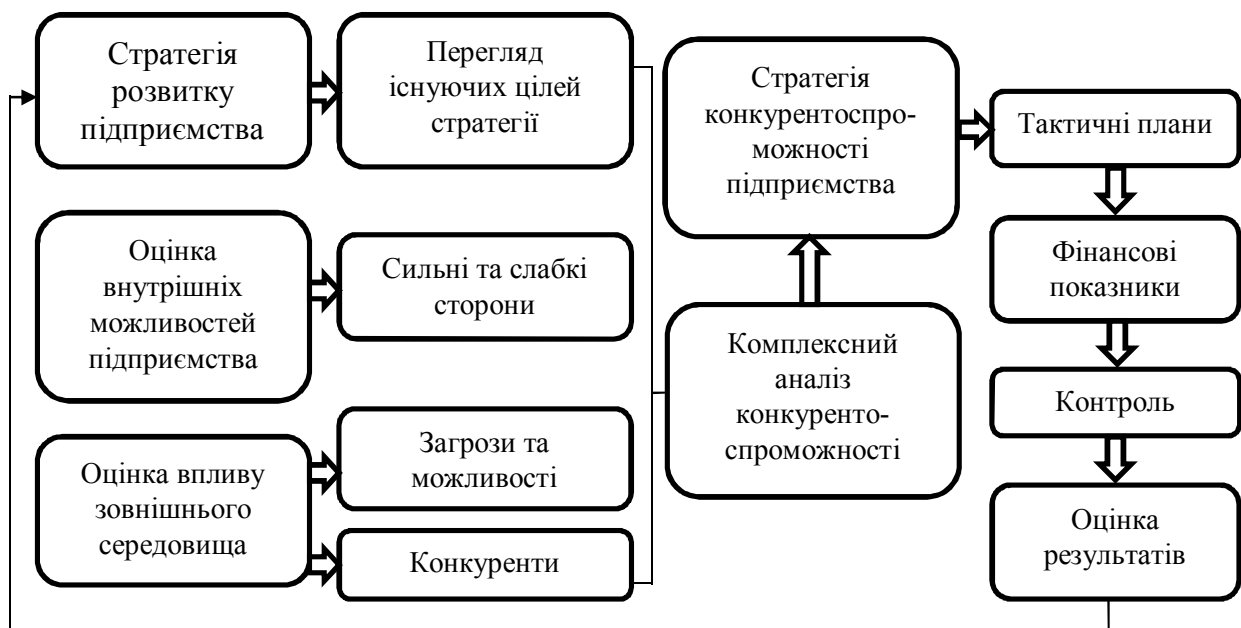 Стратегія
розвитку
підприємства
Перегляд
існуючих цілей
стратегії
Стратегія
конкурентоспро-
можності
підприємства
Тактичні плани
Оцінка
внутрішніх
можливостей
підприємства
Сильні та слабкі
сторони
Фінансові
показники
Комплексний
аналіз
конкуренто-
спроможності
Контроль
Оцінка впливу
зовнішнього
середовища
Загрози та
можливості
Конкуренти
Оцінка
результатів